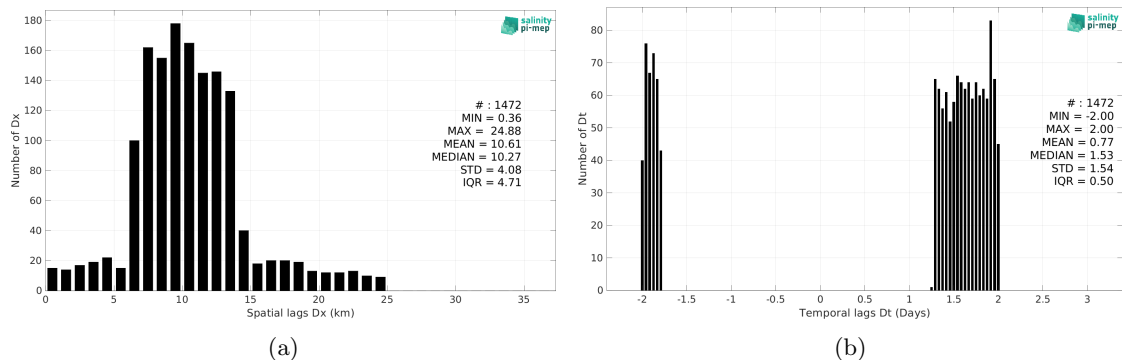 180
160
140
120
100
80
60
40
20
0
Number of Dx
0 5 10 15 20 25 30 35
Spatial lags Dx (km)
salinity
pi-mep
# : 1472
MIN = 0.36
MAX = 24.88
MEAN = 10.61
MEDIAN = 10.27
STD = 4.08
IQR = 4.71
(a)
80
70
60
50
40
30
20
10
0
Number of Dt
-2 -1.5 -1 -0.5 0 0.5 1 1.5 2 2.5 3
Temporal lags Dt (Days)
salinity
pi-mep
# : 1472
MIN = -2.00
MAX = 2.00
MEAN = 0.77
MEDIAN = 1.53
STD = 1.54
IQR = 0.50
(b)